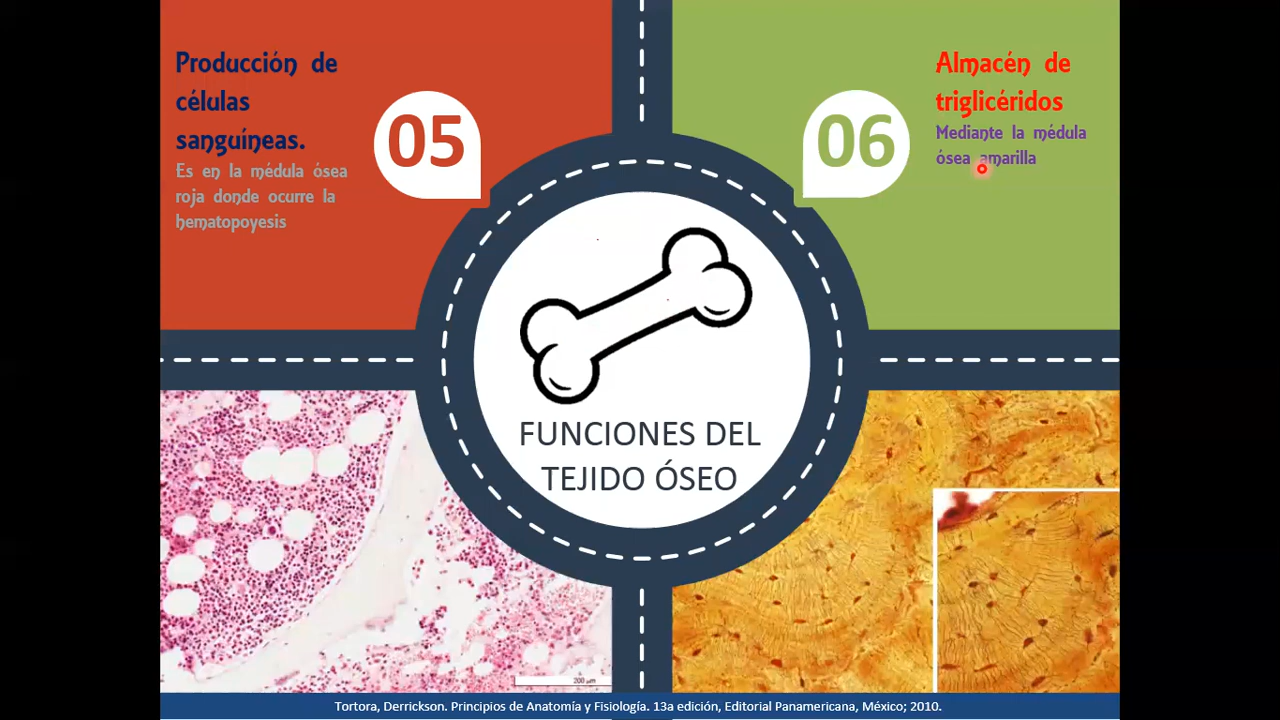 Producción de
células
sanguíneas.
Es en la médula ósea
roja donde ocurre la
hematopoyesis
05
06
Almacén de
triglicéridos
Mediante la médula
ósea amarilla
FUNCIONES DEL
TEJIDO ÓSEO
200 µm
Tortora, Derrickson. Principios de Anatomía y Fisiología. 13a edición, Editorial Panamericana, México; 2010.